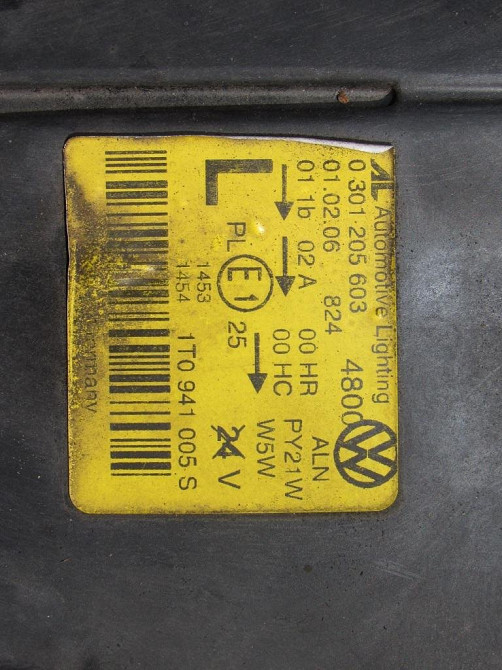 AL Automotive Lighting
0 301 205 603 4800
01.02.06 824 ALN
01 1b 02 A 00 HR PY21W
00 HC W5W
L PL E1 25 24 V
1453
1454 1T0 941 005 S